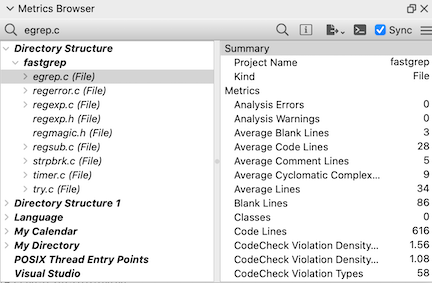 Metrics Browser
egrep.c
Sync
Directory Structure
fastgrep
egrep.c (File)
regerror.c (File)
regexp.c (File)
regexp.h (File)
regmagic.h (File)
regsub.c (File)
strpbrk.c (File)
timer.c (File)
try.c (File)
Directory Structure 1
Language
My Calendar
My Directory
POSIX Thread Entry Points
Visual Studio
Summary
Project Name fastgrep
Kind File
Metrics
Analysis Errors 0
Analysis Warnings 0
Average Blank Lines 3
Average Code Lines 28
Average Comment Lines 5
Average Cyclomatic Complex... 9
Average Lines 34
Blank Lines 86
Classes 0
Code Lines 616
CodeCheck Violation Density... 1.56
CodeCheck Violation Density... 1.08
CodeCheck Violation Types 58